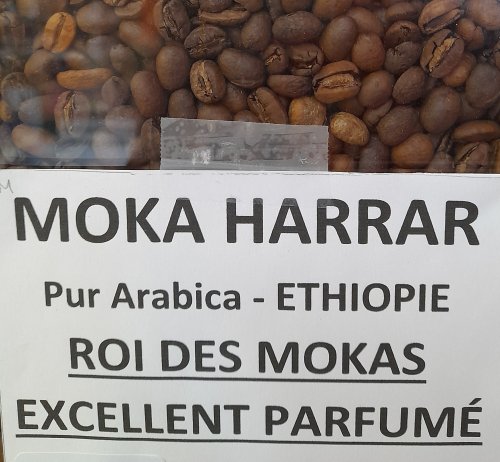 MOKA HARRAR
Pur Arabica - ETHIOPIE
ROI DES MOKAS
EXCELLENT PARFUMÉ